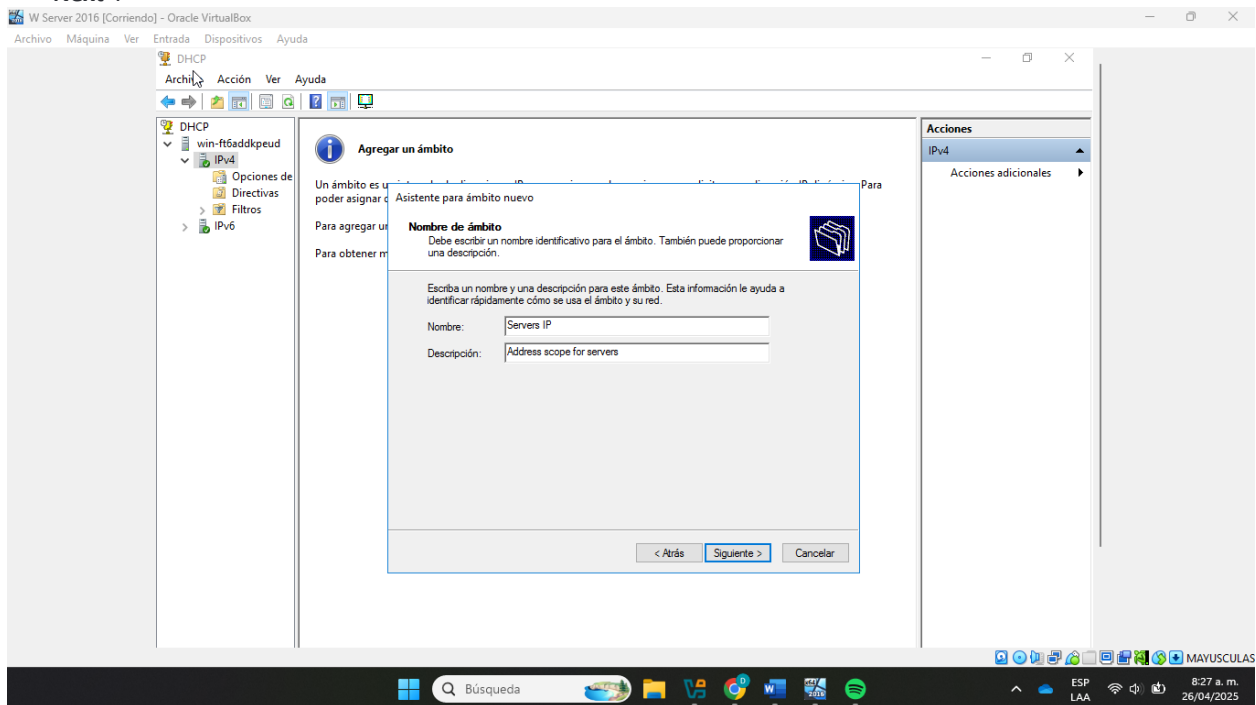 W Server 2016 [Corriendo] - Oracle VirtualBox
Archivo Máquina Ver Entrada Dispositivos Ayuda
DHCP
Archi Acción Ver Ayuda
DHCP
win-ft6addkpeud
IPv4
Opciones de
Directivas
Filtros
IPv6
Agregar un ámbito
Un ámbito es
Para
poder asignar
Para agregar
Para obtener
Asistente para ámbito nuevo
Nombre de ámbito
Debe escribir un nombre identificativo para el ámbito. También puede proporcionar
una descripción.
Escriba un nombre y una descripción para este ámbito. Esta información le ayuda a
identificar rápidamente cómo se usa el ámbito y su red.
Nombre: Servers IP
Descripción: Address scope for servers
< Atrás Siguiente > Cancelar
Acciones
IPv4
Acciones adicionales
MAYUSCULAS
Búsqueda
ESP
LAA
8:27 a. m.
26/04/2025